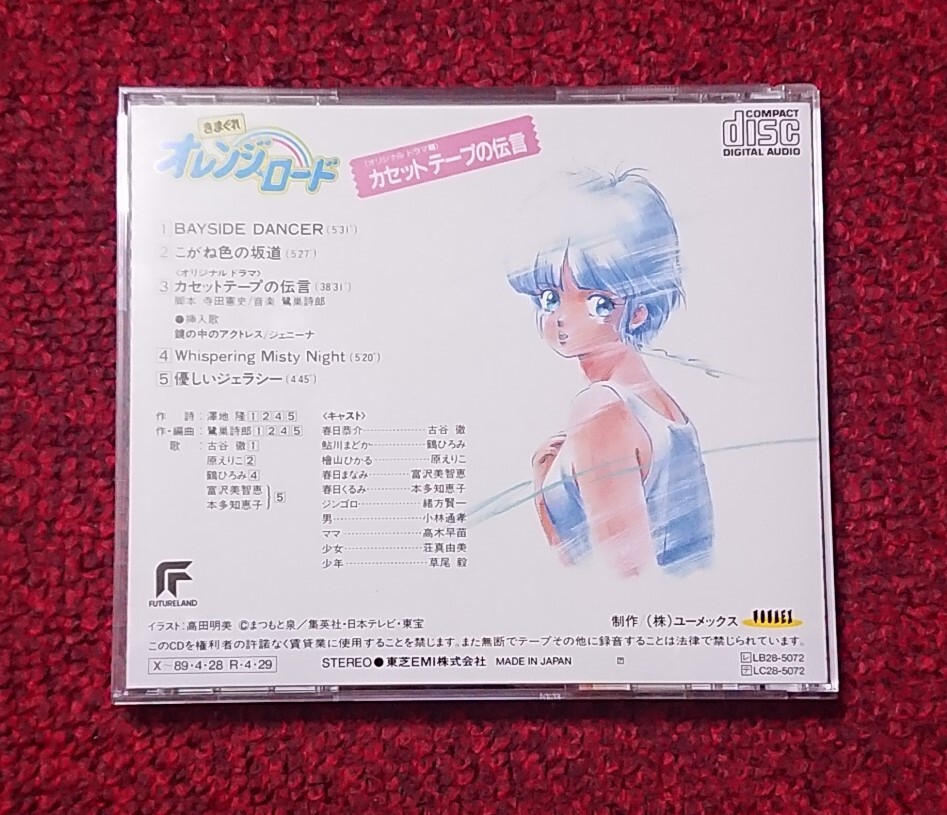 きまぐれ
オレンジ★ロード
〈オリジナルドラマ編〉
カセットテープの伝言
COMPACT
disc
DIGITAL AUDIO
1 BAYSIDE DANCER (5'31")
2 こがね色の坂道 (5'27")
〈オリジナルドラマ〉
3 カセットテープの伝言 (38'31")
脚本 寺田憲史/音楽 鷺巣詩郎
●挿入歌
鏡の中のアクトレス/ジェニーナ
4 Whispering Misty Night (5'20")
5 優しいジェラシー (4'45")
作 詩:澤地 隆1 2 4 5
作・編曲:鷺巣詩郎1 2 4 5
歌:古谷 徹1
原えりこ2
鶴ひろみ4
富沢美智恵
本多知恵子}5
〈キャスト〉
春日恭介………………古谷 徹
鮎川まどか……………鶴ひろみ
檜山ひかる……………原えりこ
春日まなみ…………富沢美智恵
春日くるみ…………本多知恵子
ジンゴロ………………緒方賢一
男………………………小林通孝
ママ……………………高木早苗
少女……………………荘真由美
少年……………………草尾 毅
FUTURELAND
イラスト:高田明美 ©まつもと泉/集英社・日本テレビ・東宝
制作/(株)ユーメックス
このCDを権利者の許諾なく賃貸業に使用することを禁じます。また無断でテープその他に録音することは法律で禁じられています。
X-89・4・28 R・4・29
STEREO●東芝EMI株式会社 MADE IN JAPAN
レLB28-5072
テLC28-5072